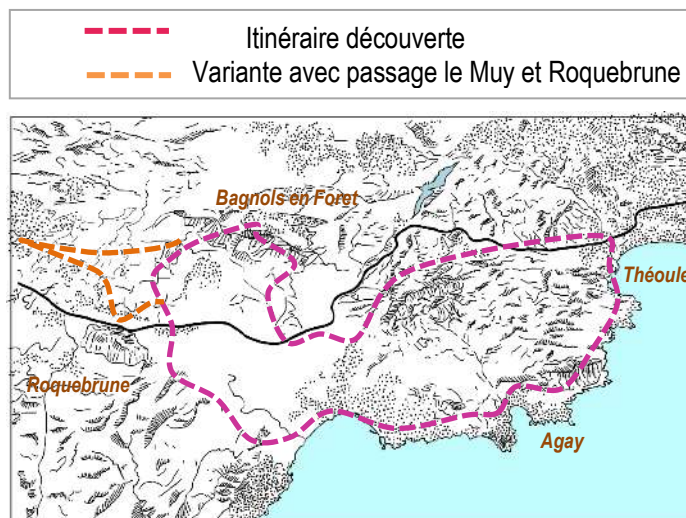 Itinéraire découverte
Variante avec passage le Muy et Roquebrune
Bagnols en Foret
Théoule
Roquebrune
Agay